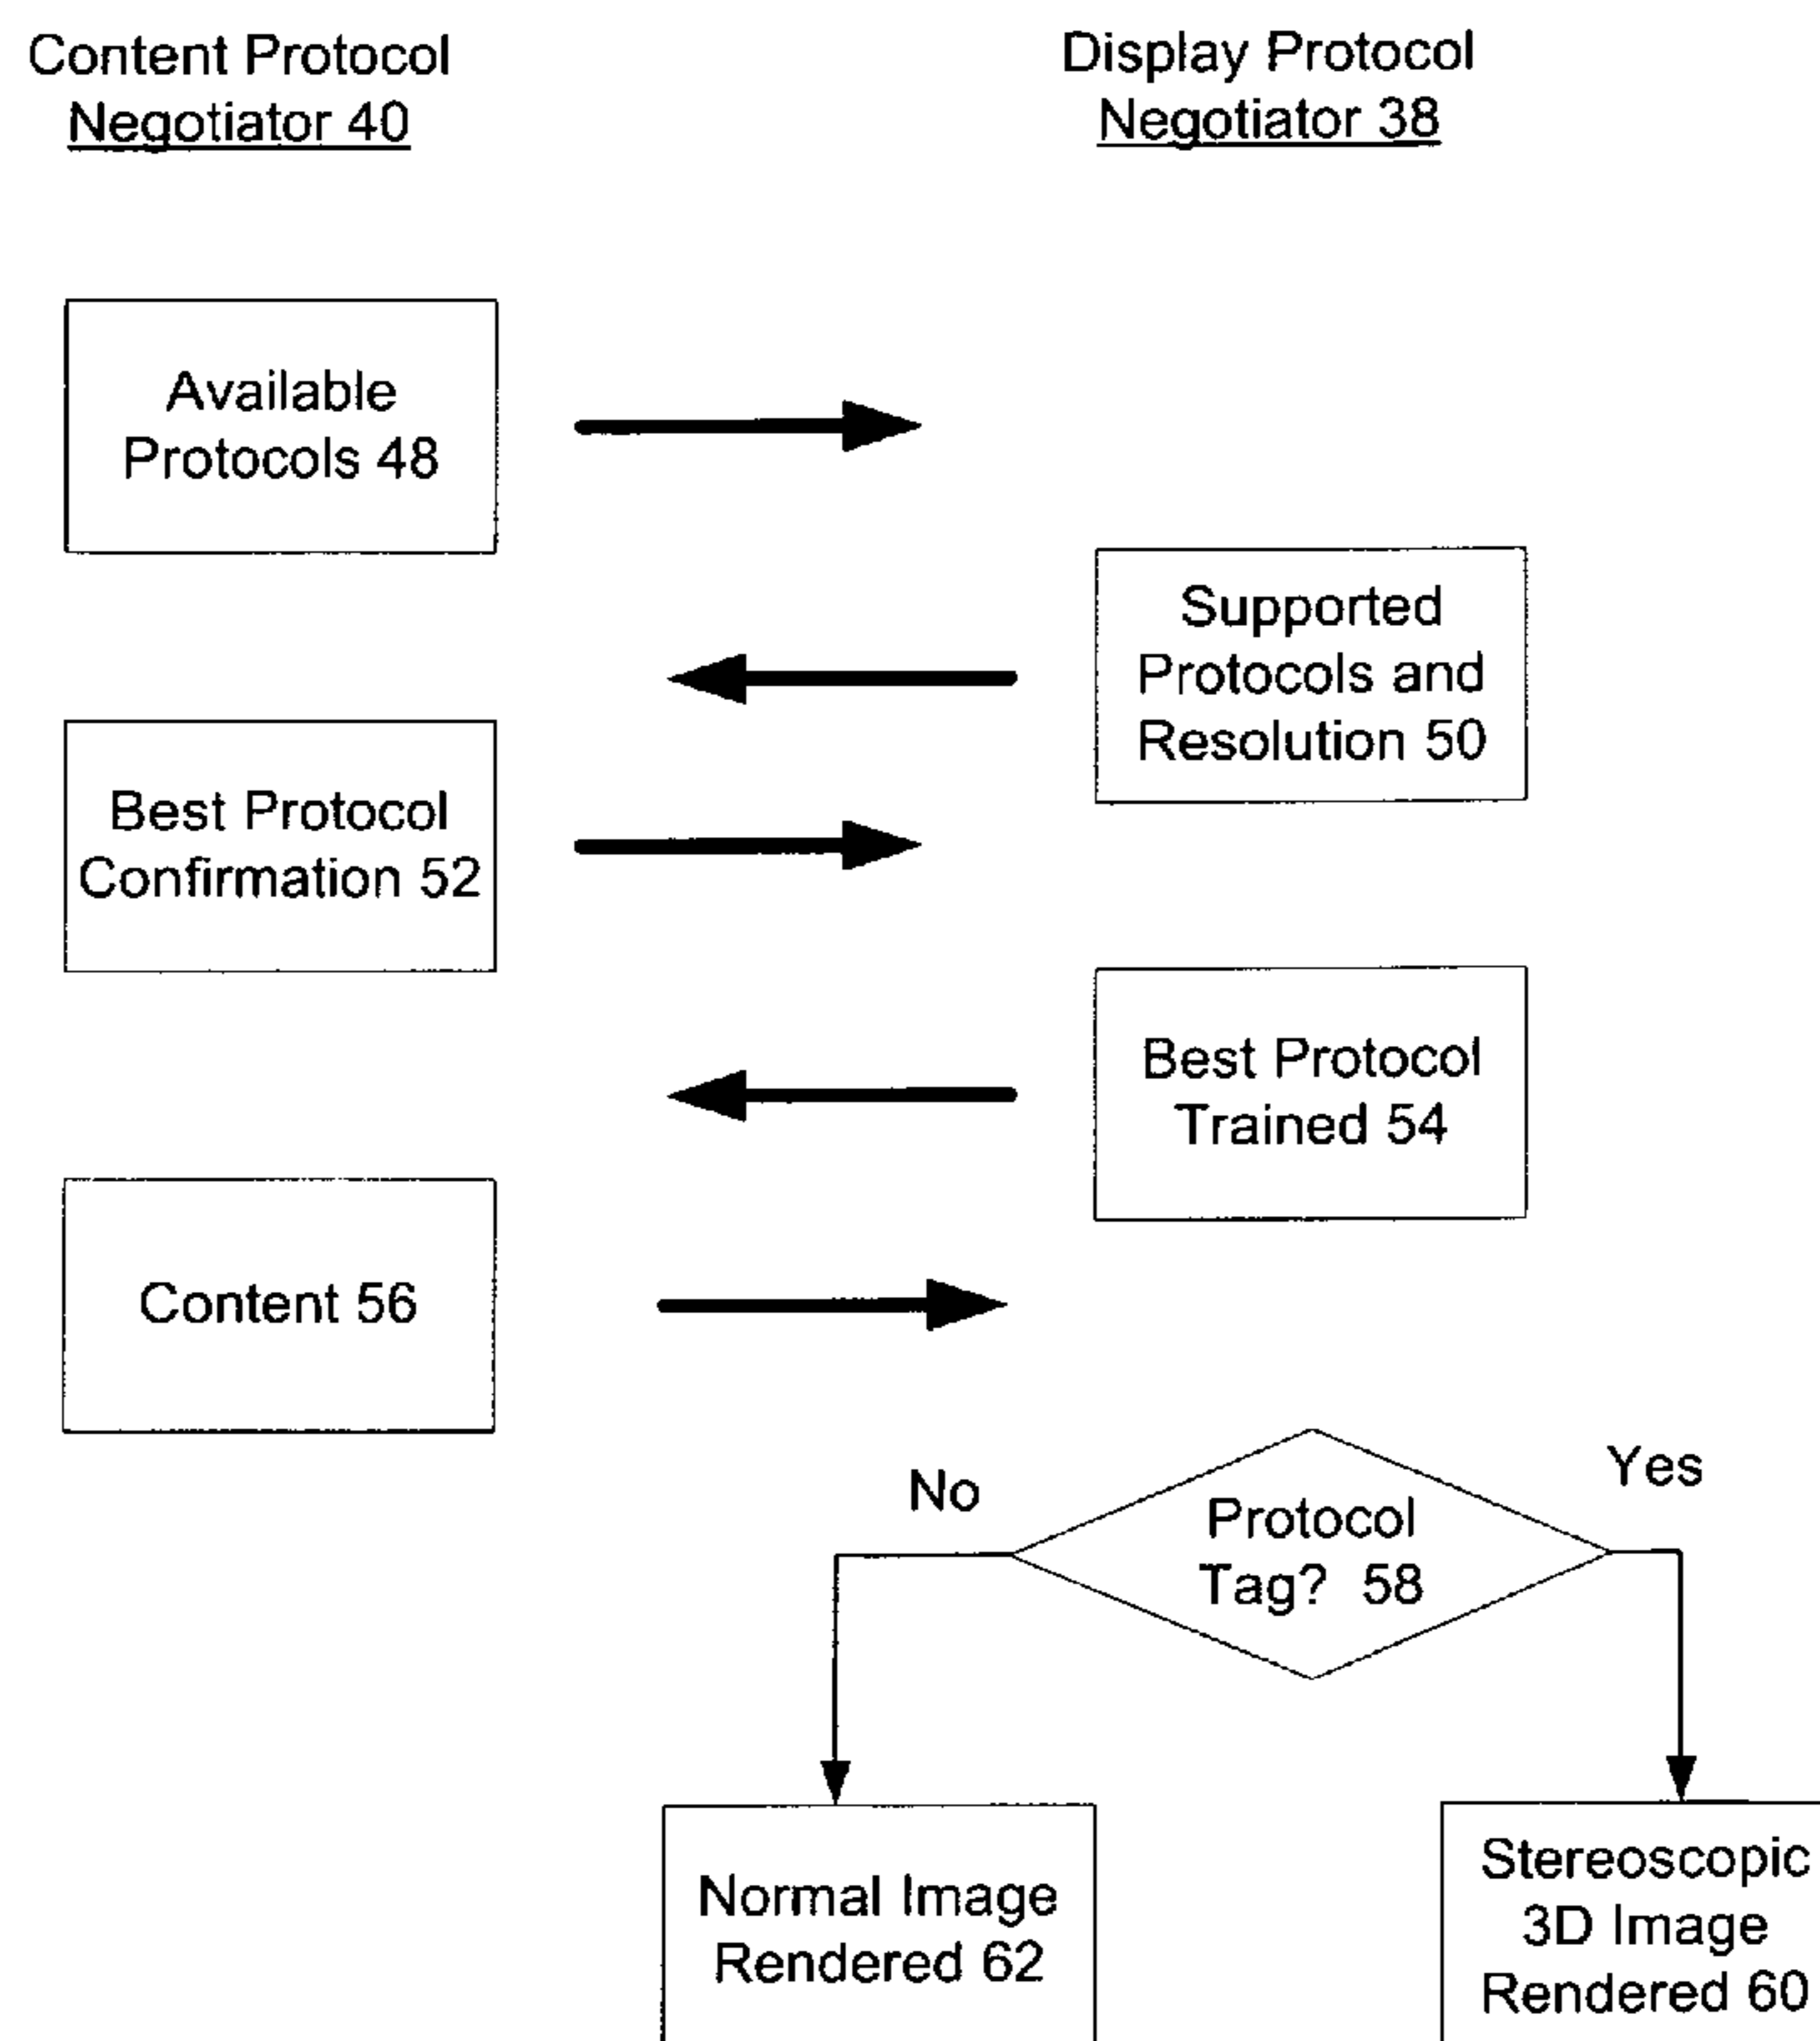 Content Protocol
Negotiator 40
Display Protocol
Negotiator 38
Available
Protocols 48
Supported
Protocols and
Resolution 50
Best Protocol
Confirmation 52
Best Protocol
Trained 54
Content 56
No
Yes
Protocol
Tag? 58
Normal Image
Rendered 62
Stereoscopic
3D Image
Rendered 60